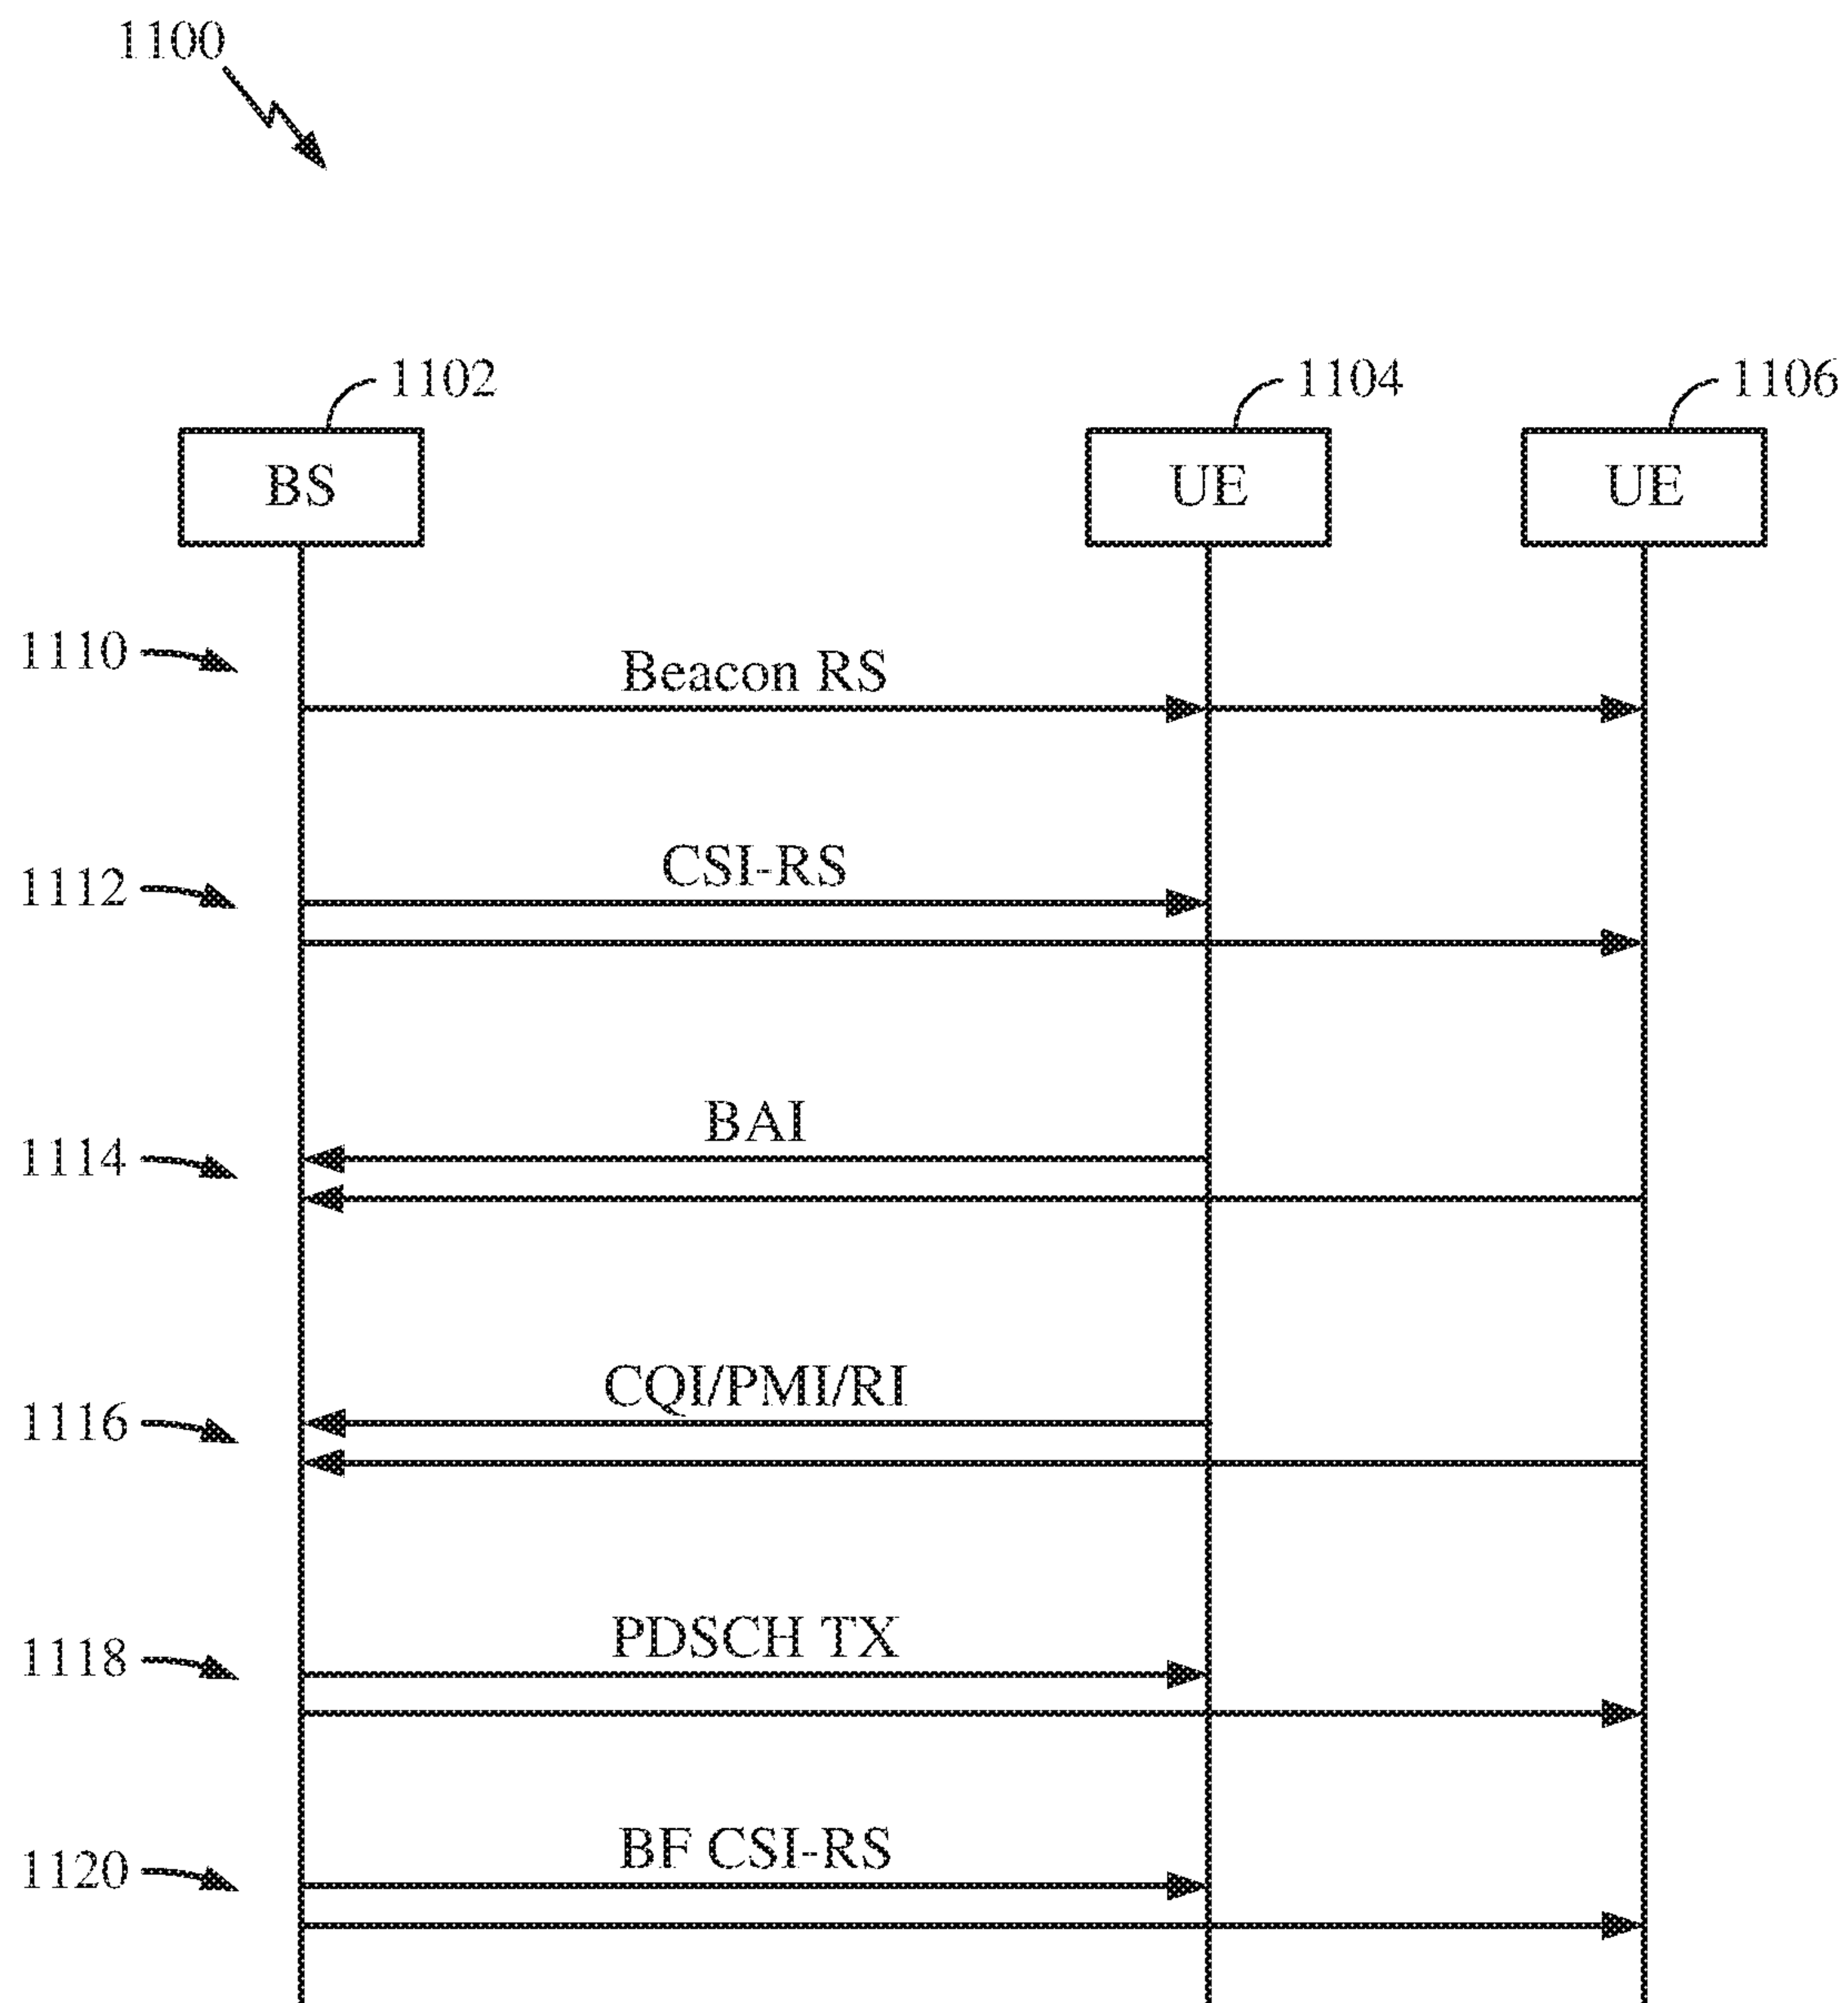 1100
1102
1104
1106
BS
UE
UE
1110
Beacon RS
1112
CSI-RS
1114
BAI
1116
CQI/PMI/RI
1118
PDSCH TX
1120
BF CSI-RS